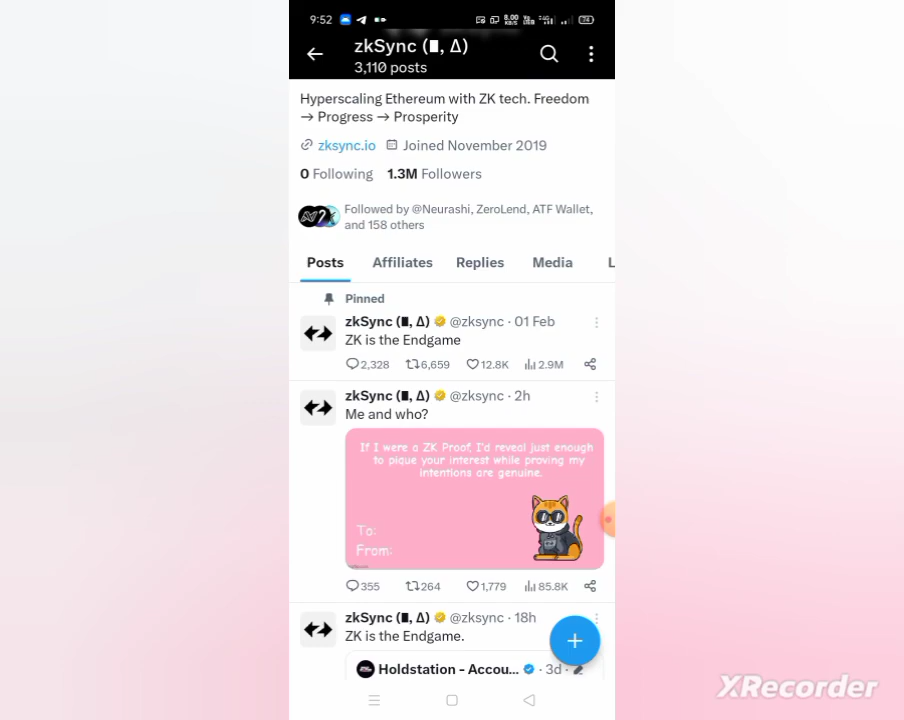 9:52 8.00 KB/S 74
zkSync (∎, ∆)
3,110 posts
Hyperscaling Ethereum with ZK tech. Freedom
→ Progress → Prosperity
zksync.io Joined November 2019
0 Following 1.3M Followers
Followed by @Neurashi, ZeroLend, ATF Wallet,
and 158 others
Posts Affiliates Replies Media L
Pinned
zkSync (∎, ∆) @zksync · 01 Feb
ZK is the Endgame
2,328 6,659 12.8K 2.9M
zkSync (∎, ∆) @zksync · 2h
Me and who?
If I were a ZK Proof, I'd reveal just enough
to pique your interest while proving my
intentions are genuine.
To:
From:
355 264 1,779 85.8K
zkSync (∎, ∆) @zksync · 18h
ZK is the Endgame.
Holdstation - Accou... · 3d ·
XRecorder